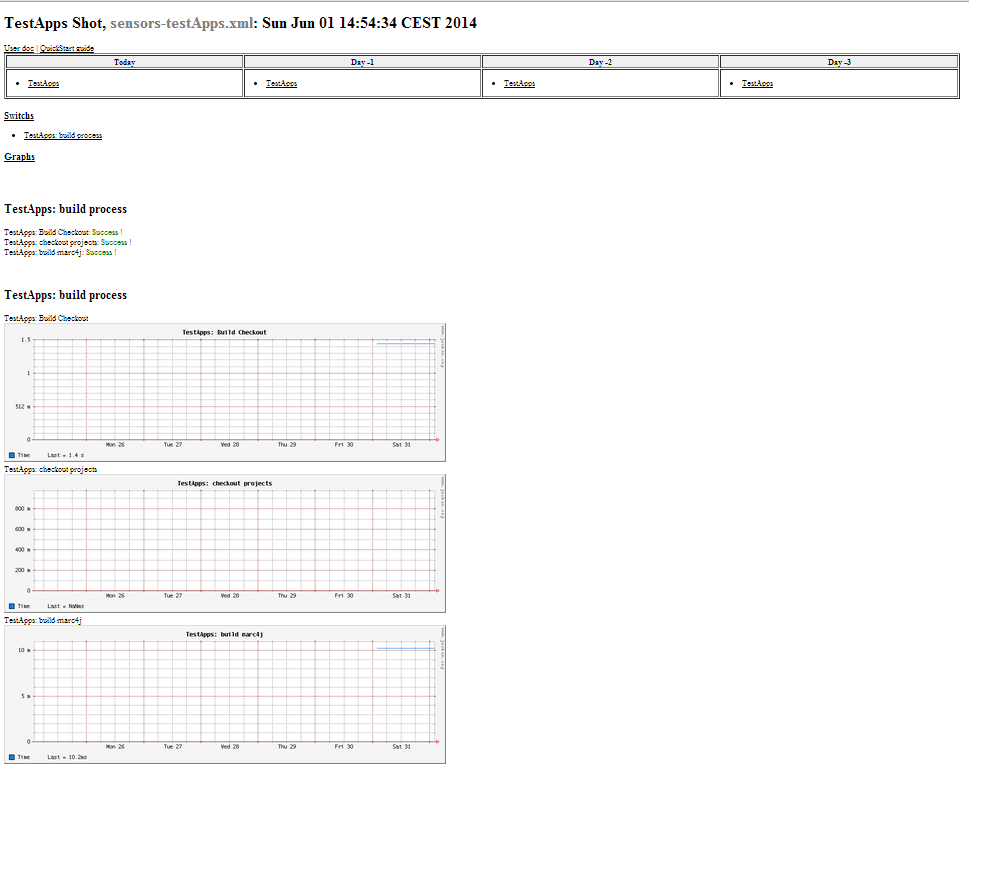 TestApps Shot, sensors-testApps.xml: Sun Jun 01 14:54:34 CEST 2014
User doc | QuickStart guide
Today Day -1 Day -2 Day -3
TestApps TestApps TestApps TestApps
Switchs
TestApps: build process
Graphs
TestApps: build process
TestApps: Build Checkout: Success !
TestApps: checkout projects: Success !
TestApps: build marc4j: Success !
TestApps: build process
TestApps: Build Checkout
TestApps: Build Checkout
1.5
1
512 m
0
Mon 26 Tue 27 Wed 28 Thu 29 Fri 30 Sat 31
Time Last = 1.4 s
TestApps: checkout projects
TestApps: checkout projects
800 m
600 m
400 m
200 m
0
Mon 26 Tue 27 Wed 28 Thu 29 Fri 30 Sat 31
Time Last = NaNms
TestApps: build marc4j
TestApps: build marc4j
10 m
5 m
0
Mon 26 Tue 27 Wed 28 Thu 29 Fri 30 Sat 31
Time Last = 10.2ms